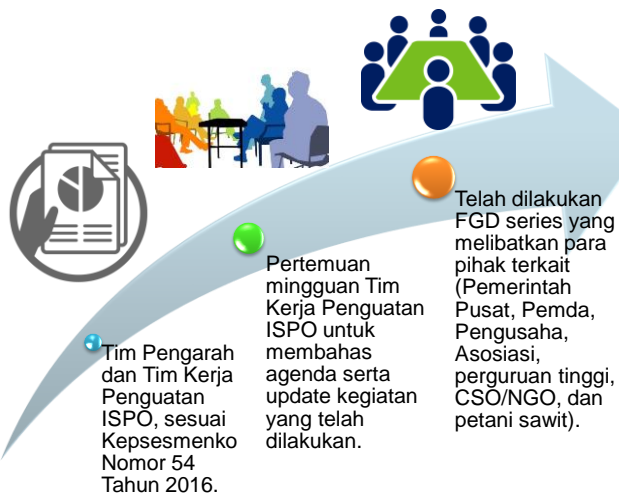 Tim Pengarah
dan Tim Kerja
Penguatan
ISPO, sesuai
Kepsesmenko
Nomor 54
Tahun 2016.
Pertemuan
mingguan Tim
Kerja Penguatan
ISPO untuk
membahas
agenda serta
update kegiatan
yang telah
dilakukan.
Telah dilakukan
FGD series yang
melibatkan para
pihak terkait
(Pemerintah
Pusat, Pemda,
Pengusaha,
Asosiasi,
perguruan tinggi,
CSO/NGO, dan
petani sawit).